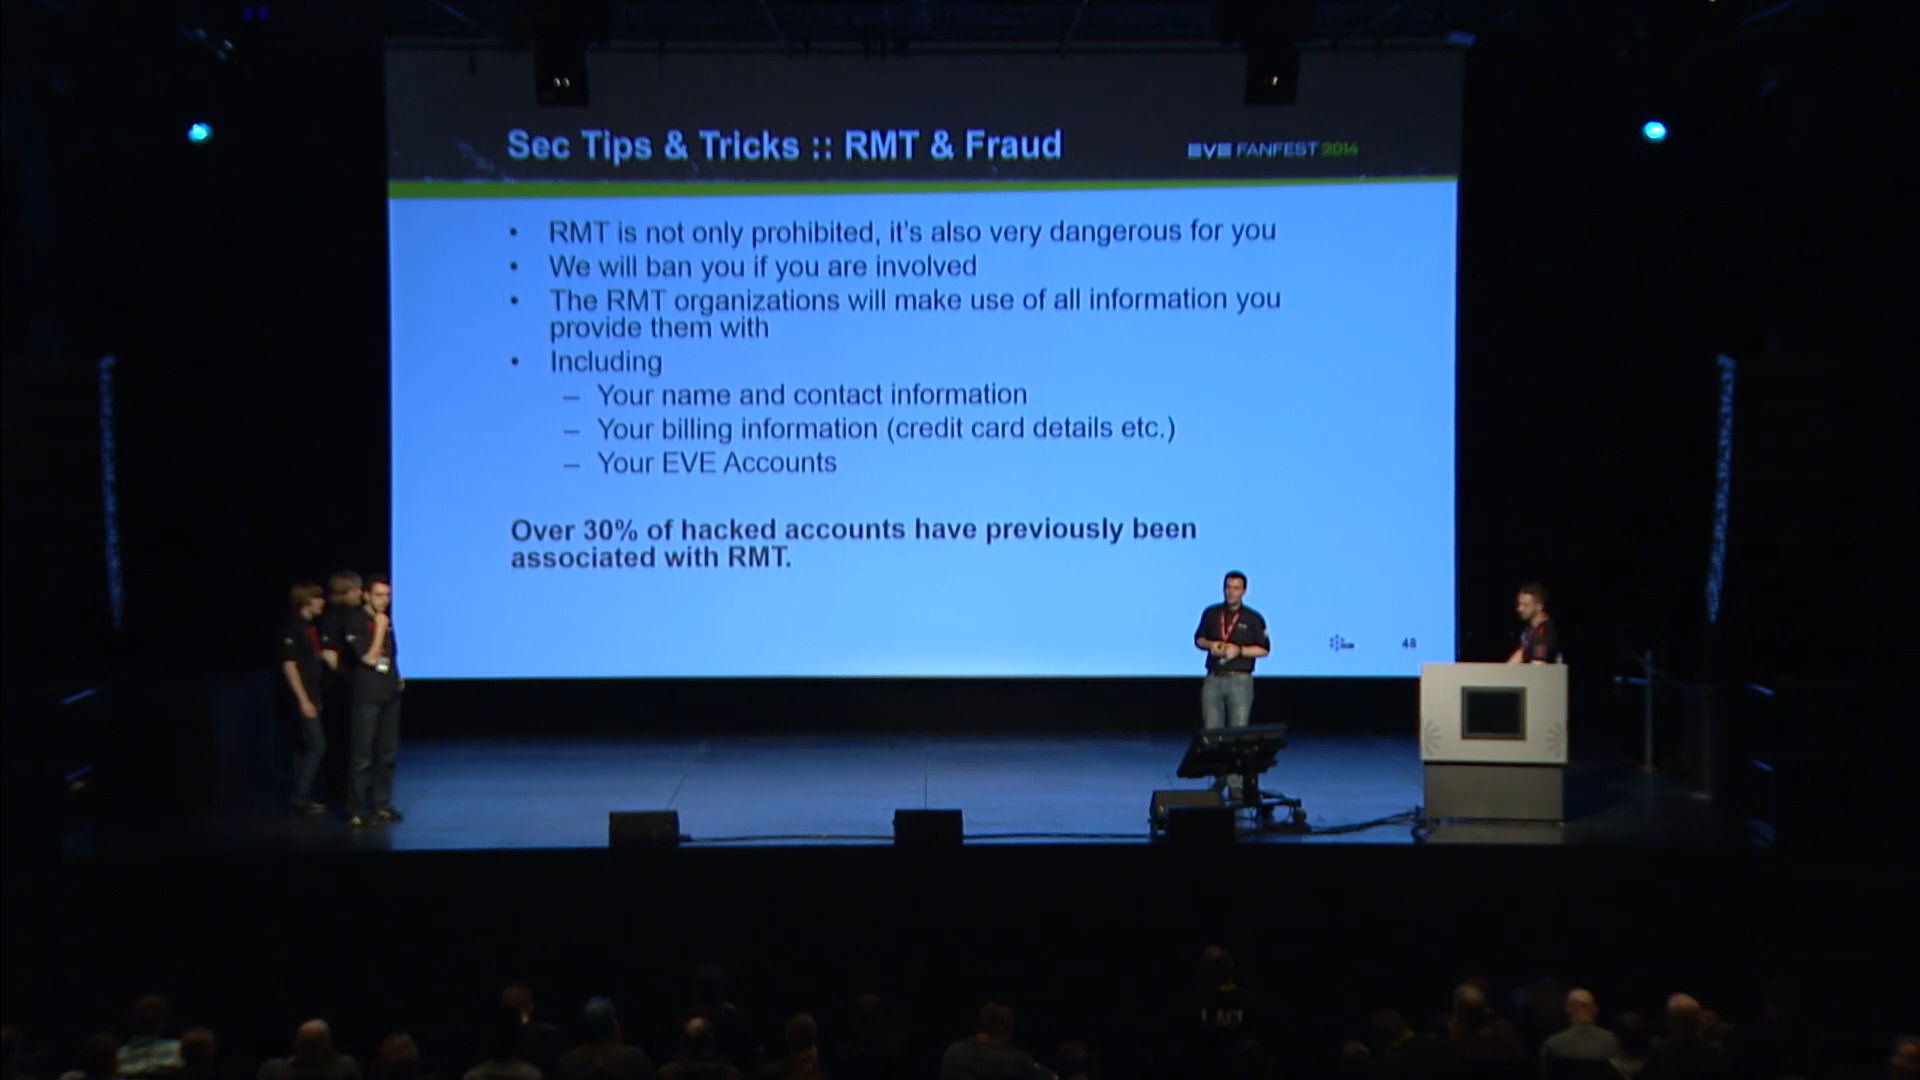 Sec Tips & Tricks :: RMT & Fraud
EVE FANFEST 2014
• RMT is not only prohibited, it's also very dangerous for you
• We will ban you if you are involved
• The RMT organizations will make use of all information you
provide them with
• Including
– Your name and contact information
– Your billing information (credit card details etc.)
– Your EVE Accounts
Over 30% of hacked accounts have previously been
associated with RMT.
48